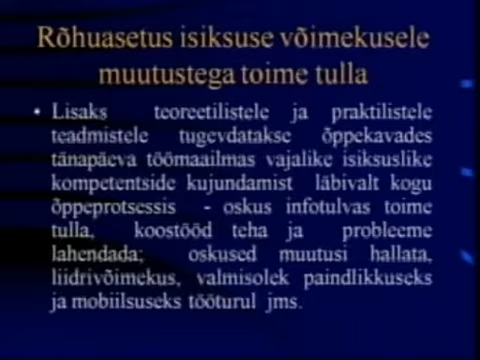 Rõhuasetus isiksuse võimekusele
muutustega toime tulla
• Lisaks teoreetilistele ja praktilistele
teadmistele tugevdatakse õppekavades
tänapäeva töömaailmas vajalike isiksuslike
kompetentside kujundamist läbivalt kogu
õppeprotsessis - oskus infotulvas toime
tulla, koostööd teha ja probleeme
lahendada; oskused muutusi hallata,
liidrivõimekus, valmisolek paindlikkuseks
ja mobiilsuseks tööturul jms.